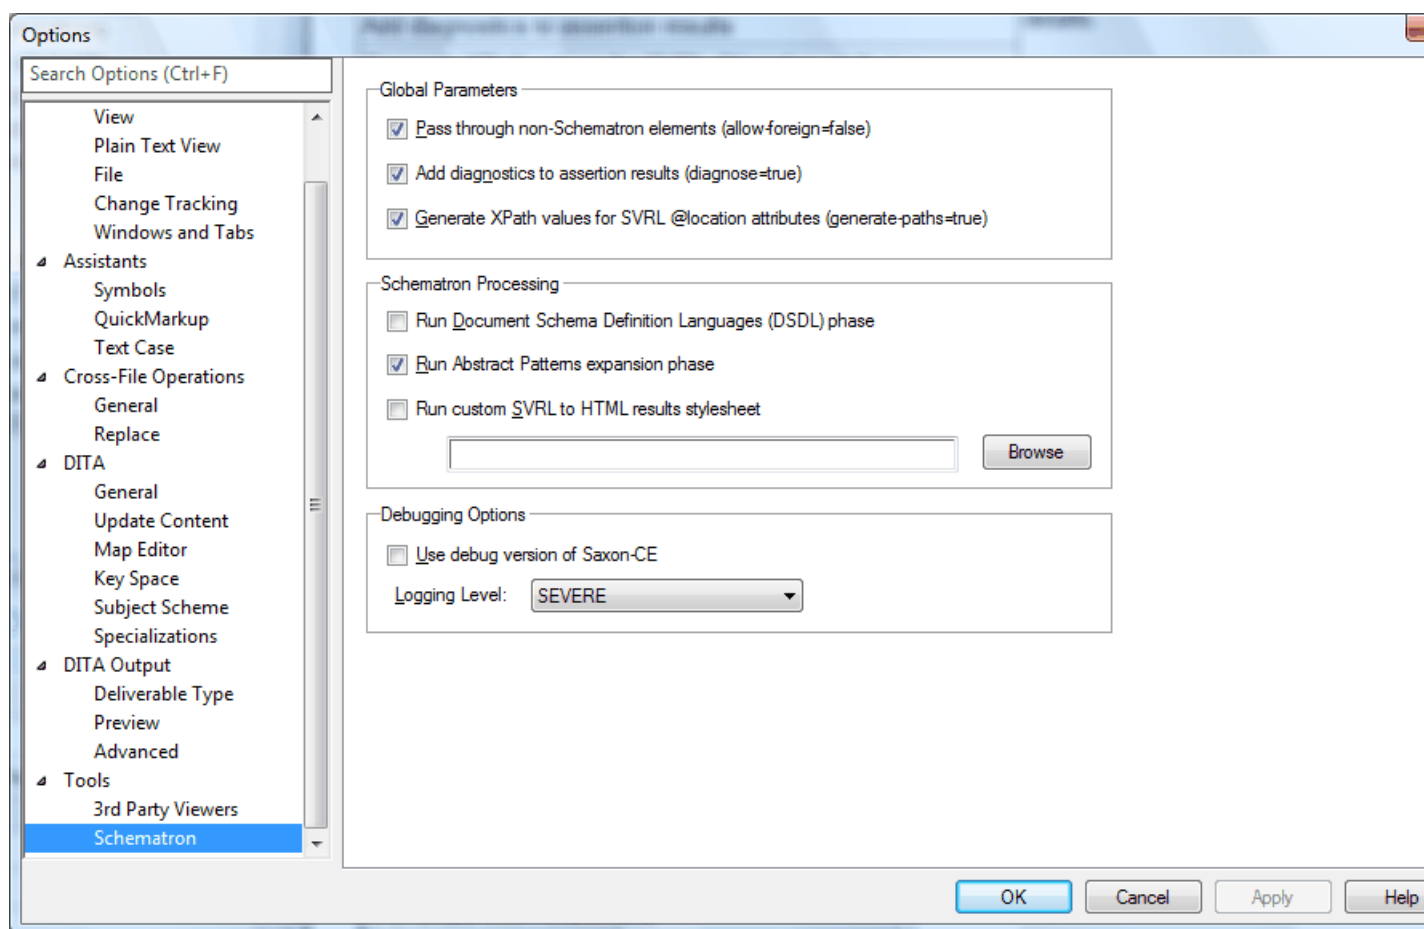 Add diagnostics to assertion results
Options
Search Options (Ctrl+F)
View
Plain Text View
File
Change Tracking
Windows and Tabs
Assistants
Symbols
QuickMarkup
Text Case
Cross-File Operations
General
Replace
DITA
General
Update Content
Map Editor
Key Space
Subject Scheme
Specializations
DITA Output
Deliverable Type
Preview
Advanced
Tools
3rd Party Viewers
Schematron
Global Parameters
Pass through non-Schematron elements (allow-foreign=false)
Add diagnostics to assertion results (diagnose=true)
Generate XPath values for SVRL @location attributes (generate-paths=true)
Schematron Processing
Run Document Schema Definition Languages (DSDL) phase
Run Abstract Patterns expansion phase
Run custom SVRL to HTML results stylesheet
Browse
Debugging Options
Use debug version of Saxon-CE
Logging Level: SEVERE
OK Cancel Apply Help